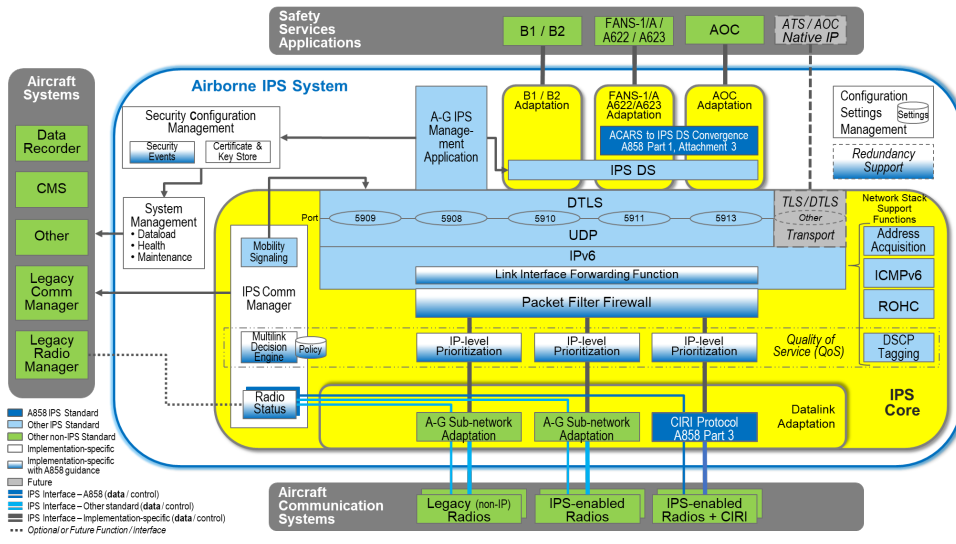 Safety
Services
Applications
B1 / B2
FANS-1/A /
A622 / A623
AOC
ATS / AOC
Native IP
Aircraft
Systems
Data
Recorder
CMS
Other
Legacy
Comm
Manager
Legacy
Radio
Manager
Airborne IPS System
Security Configuration
Management
Security
Events
Certificate &
Key Store
A-G IPS
Manage-
ment
Application
B1 / B2
Adaptation
FANS-1/A
A622/A623
Adaptation
AOC
Adaptation
ACARS to IPS DS Convergence
A858 Part 1, Attachment 3
IPS DS
Configuration
Settings
Management
Settings
Redundancy
Support
System
Management
• Dataload
• Health
• Maintenance
DTLS
Port
5909
5908
5910
5911
5913
UDP
TLS / DTLS
Other
Transport
Network Stack
Support
Functions
Address
Acquisition
ICMPv6
ROHC
DSCP
Tagging
Mobility
Signaling
IPS Comm
Manager
IPv6
Link Interface Forwarding Function
Packet Filter Firewall
Multilink
Decision
Engine
Policy
IP-level
Prioritization
IP-level
Prioritization
IP-level
Prioritization
Quality of
Service (QoS)
Radio
Status
A-G Sub-network
Adaptation
A-G Sub-network
Adaptation
CIRI Protocol
A858 Part 3
Datalink
Adaptation
IPS
Core
A858 IPS Standard
Other IPS Standard
Other non-IPS Standard
Implementation-specific
Implementation-specific
with A858 guidance
Future
IPS Interface – A858 (data / control)
IPS Interface – Other standard (data / control)
IPS Interface – Implementation-specific (data / control)
Optional or Future Function / interface
Aircraft
Communication
Systems
Legacy (non-IP)
Radios
IPS-enabled
Radios
IPS-enabled
Radios + CIRI